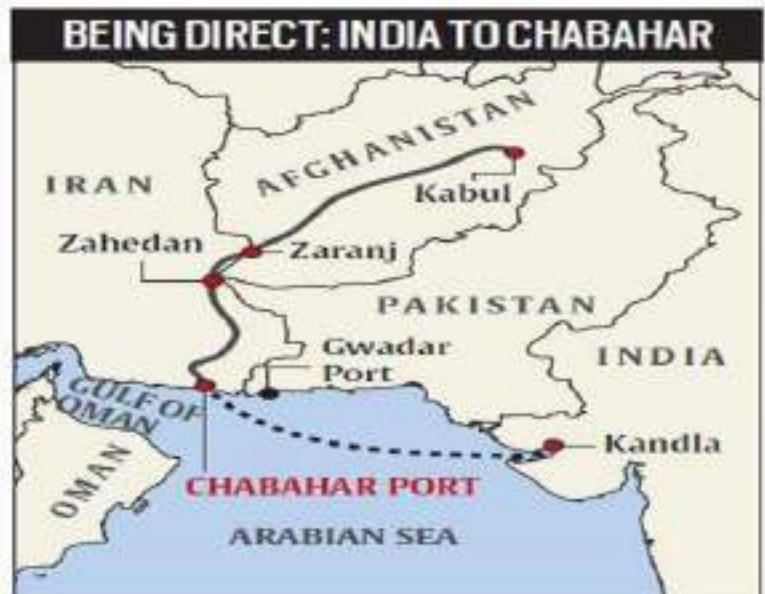 BEING DIRECT: INDIA TO CHABAHAR
AFGHANISTAN
IRAN
Kabul
Zahedan
Zaranj
PAKISTAN
Gwadar
Port
INDIA
GULF OF
OMAN
Kandla
OMAN
CHABAHAR PORT
ARABIAN SEA